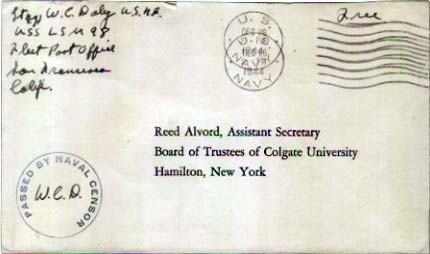 W. C. Daly U.S.N.R.
USS LSM 98
Fleet Post Office
San Francisco
Calif.
Free
U. S.
NAVY
1944
Reed Alvord, Assistant Secretary
Board of Trustees of Colgate University
Hamilton, New York
PASSED BY NAVAL CENSOR
W.C.D.